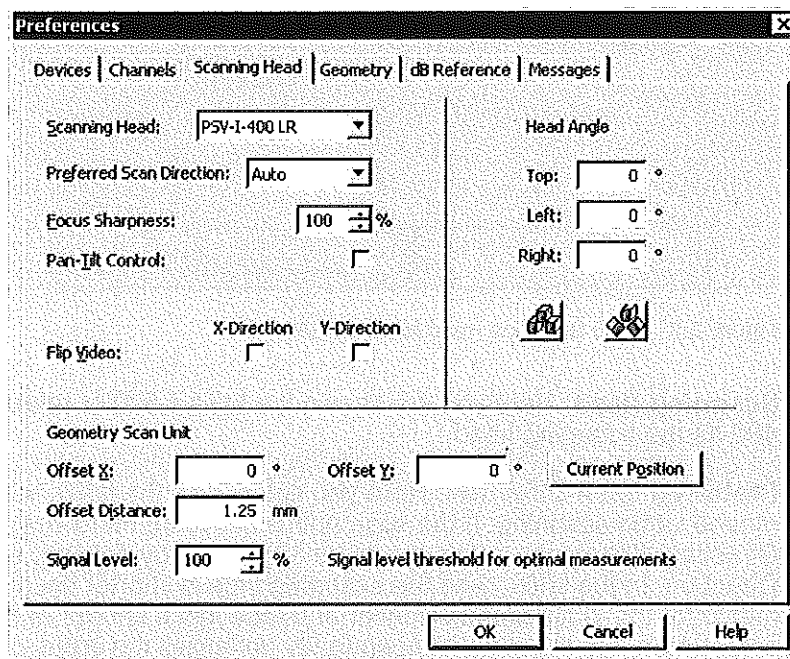 Preferences
Devices Channels Scanning Head Geometry dB Reference Messages
Scanning Head: PSV-I-400 LR
Preferred Scan Direction: Auto
Focus Sharpness: 100 %
Pan-Tilt Control:
X-Direction Y-Direction
Flip Video:
Head Angle
Top: 0 °
Left: 0 °
Right: 0 °
Geometry Scan Unit
Offset X: 0 ° Offset Y: 0 ° Current Position
Offset Distance: 1.25 mm
Signal Level: 100 % Signal level threshold for optimal measurements
OK Cancel Help